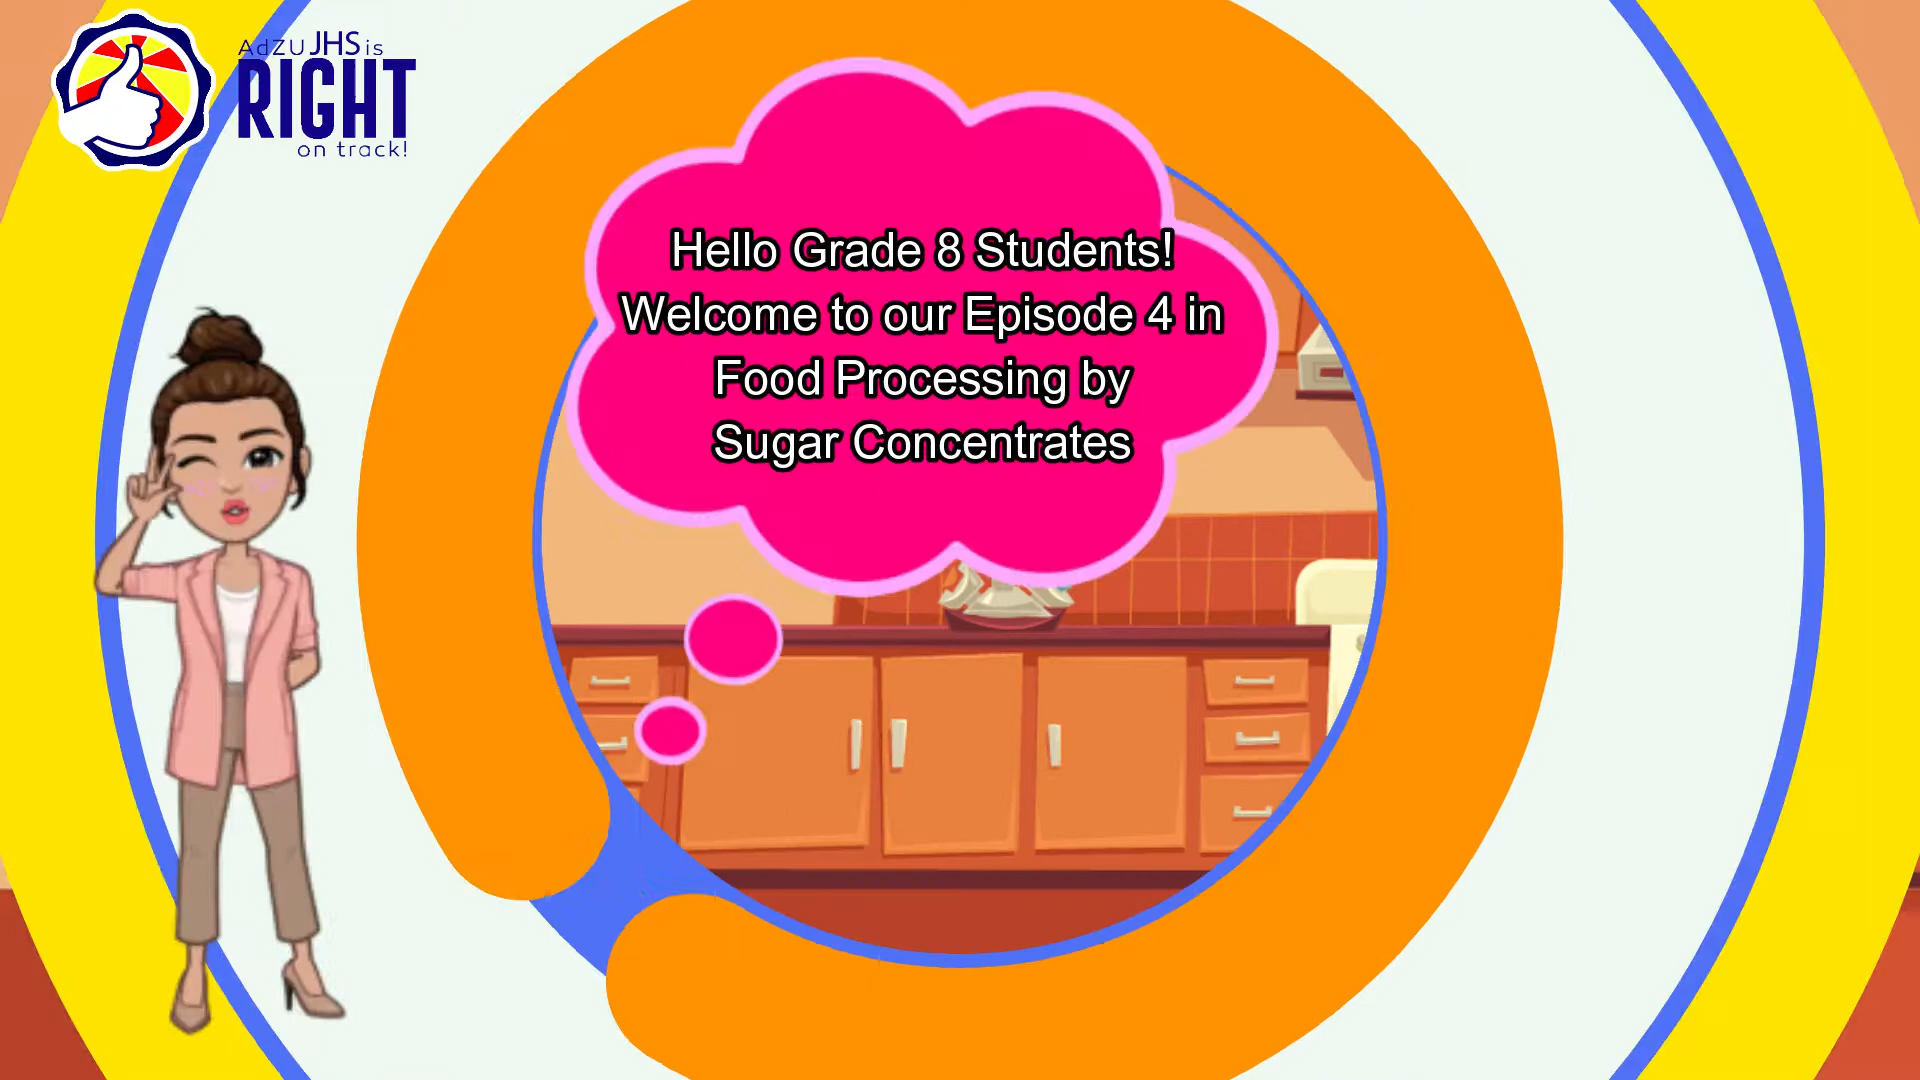 AdZU JHS is
RIGHT
on track!
Hello Grade 8 Students!
Welcome to our Episode 4 in
Food Processing by
Sugar Concentrates